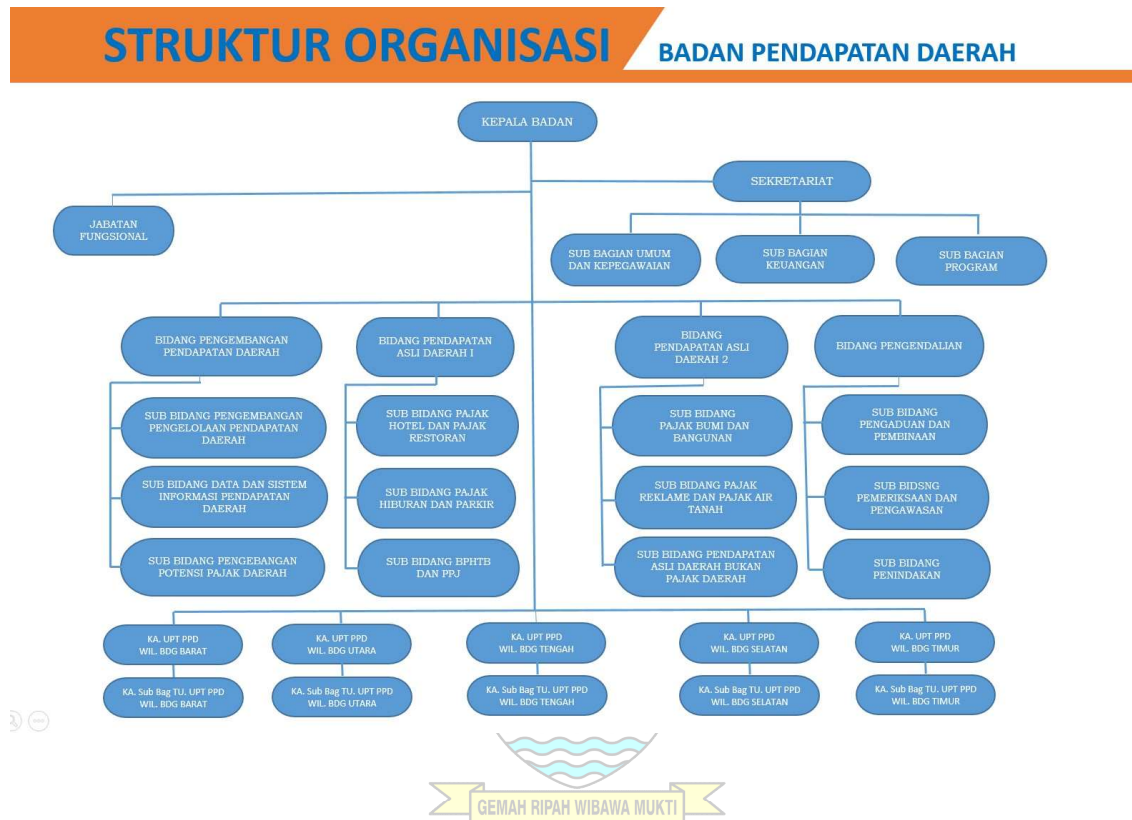 STRUKTUR ORGANISASI
BADAN PENDAPATAN DAERAH
KEPALA BADAN
SEKRETARIAT
JABATAN
FUNGSIONAL
SUB BAGIAN UMUM
DAN KEPEGAWAIAN
SUB BAGIAN
KEUANGAN
SUB BAGIAN
PROGRAM
BIDANG PENGEMBANGAN
PENDAPATAN DAERAH
BIDANG PENDAPATAN
ASLI DAERAH I
BIDANG
PENDAPATAN ASLI
DAERAH 2
BIDANG PENGENDALIAN
SUB BIDANG PENGEMBANGAN
PENGELOLAAN PENDAPATAN
DAERAH
SUB BIDANG PAJAK
HOTEL DAN PAJAK
RESTORAN
SUB BIDANG
PAJAK BUMI DAN
BANGUNAN
SUB BIDANG
PENGADUAN DAN
PEMBINAAN
SUB BIDANG DATA DAN SISTEM
INFORMASI PENDAPATAN
DAERAH
SUB BIDANG PAJAK
HIBURAN DAN PARKIR
SUB BIDANG PAJAK
REKLAME DAN PAJAK AIR
TANAH
SUB BIDSNG
PEMERIKSAAN DAN
PENGAWASAN
SUB BIDANG PENGEBANGAN
POTENSI PAJAK DAERAH
SUB BIDANG BPHTB
DAN PPJ
SUB BIDANG PENDAPATAN
ASLI DAERAH BUKAN
PAJAK DAERAH
SUB BIDANG
PENINDAKAN
KA. UPT PPD
WIL. BDG BARAT
KA. UPT PPD
WIL. BDG UTARA
KA. UPT PPD
WIL. BDG TENGAH
KA. UPT PPD
WIL. BDG SELATAN
KA. UPT PPD
WIL. BDG TIMUR
KA. Sub Bag TU. UPT PPD
WIL. BDG BARAT
KA. Sub Bag TU. UPT PPD
WIL. BDG UTARA
KA. Sub Bag TU. UPT PPD
WIL. BDG TENGAH
KA. Sub Bag TU. UPT PPD
WIL. BDG SELATAN
KA. Sub Bag TU. UPT PPD
WIL. BDG TIMUR
GEMAH RIPAH WIBAWA MUKTI